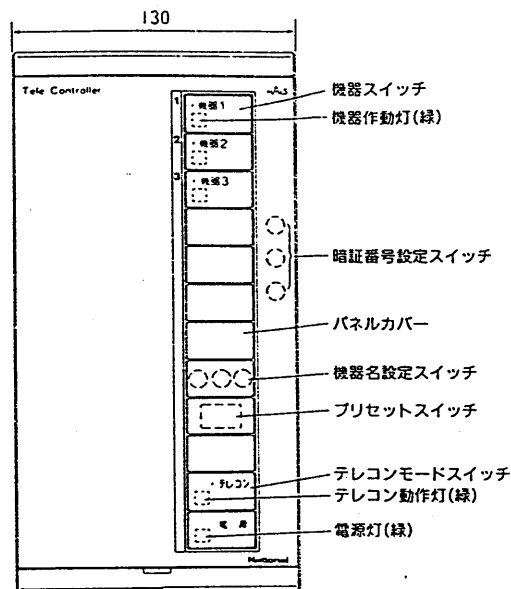 130
Tele Controller
1
・機器1
2
・機器2
3
・機器3
・テレコン
電源
National
機器スイッチ
機器作動灯(緑)
暗証番号設定スイッチ
パネルカバー
機器名設定スイッチ
プリセットスイッチ
テレコンモードスイッチ
テレコン動作灯(緑)
電源灯(緑)